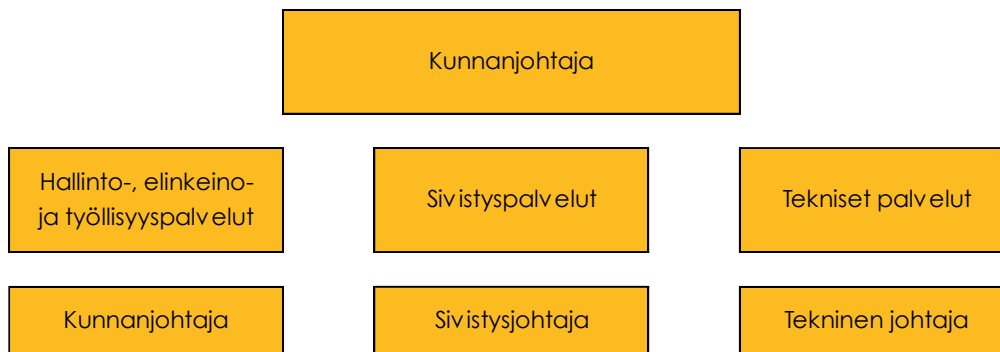 Kunnanjohtaja
Hallinto-, elinkeino-
ja työllisyyspalvelut
Sivistyspalvelut
Tekniset palvelut
Kunnanjohtaja
Sivistysjohtaja
Tekninen johtaja